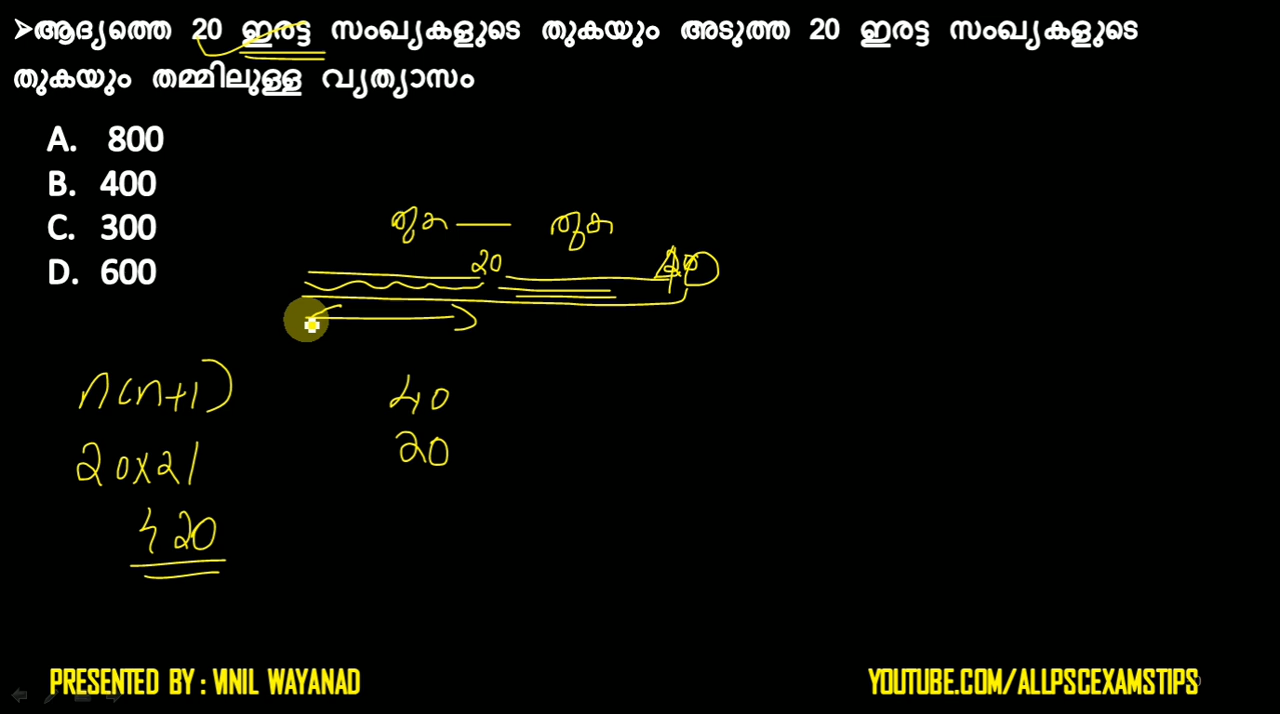 ➢ആദ്യത്തെ 20 ഇരട്ട സംഖ്യകളുടെ തുകയും അടുത്ത 20 ഇരട്ട സംഖ്യകളുടെ
തുകയും തമ്മിലുള്ള വ്യത്യാസം
A. 800
B. 400
C. 300
D. 600
തുക — തുക
20
n(n+1)
40
20x21
20
420
PRESENTED BY : VINIL WAYANAD
YOUTUBE.COM/ALLPSCEXAMSTIPS